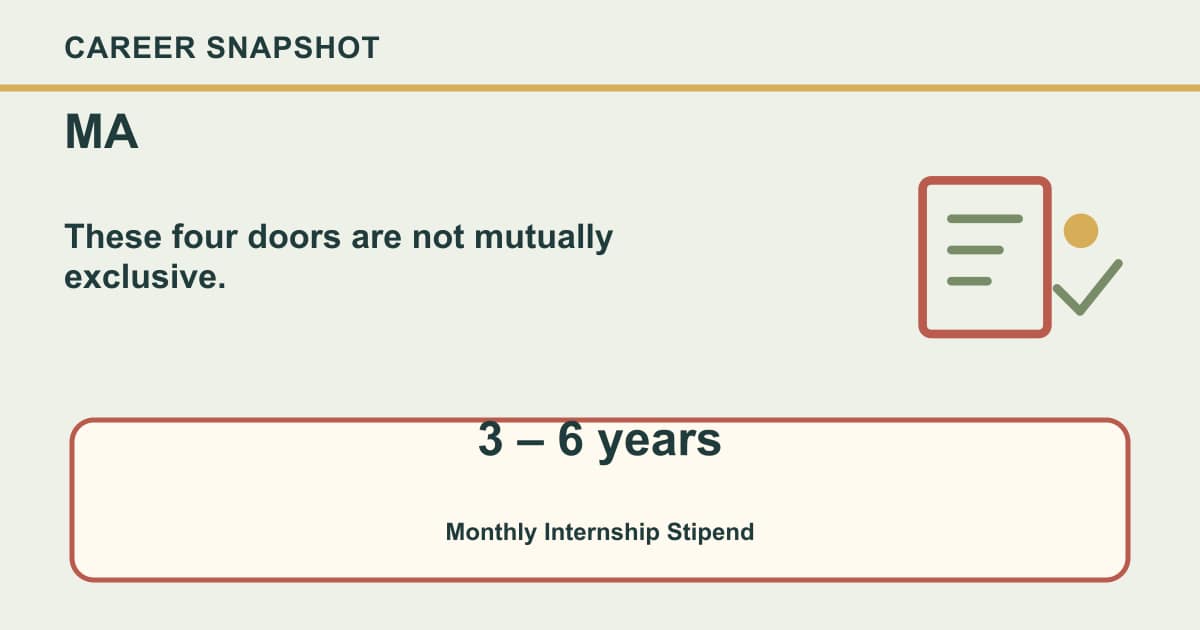 CAREER SNAPSHOT
MA
These four doors are not mutually
exclusive.
3 – 6 years
Monthly Internship Stipend